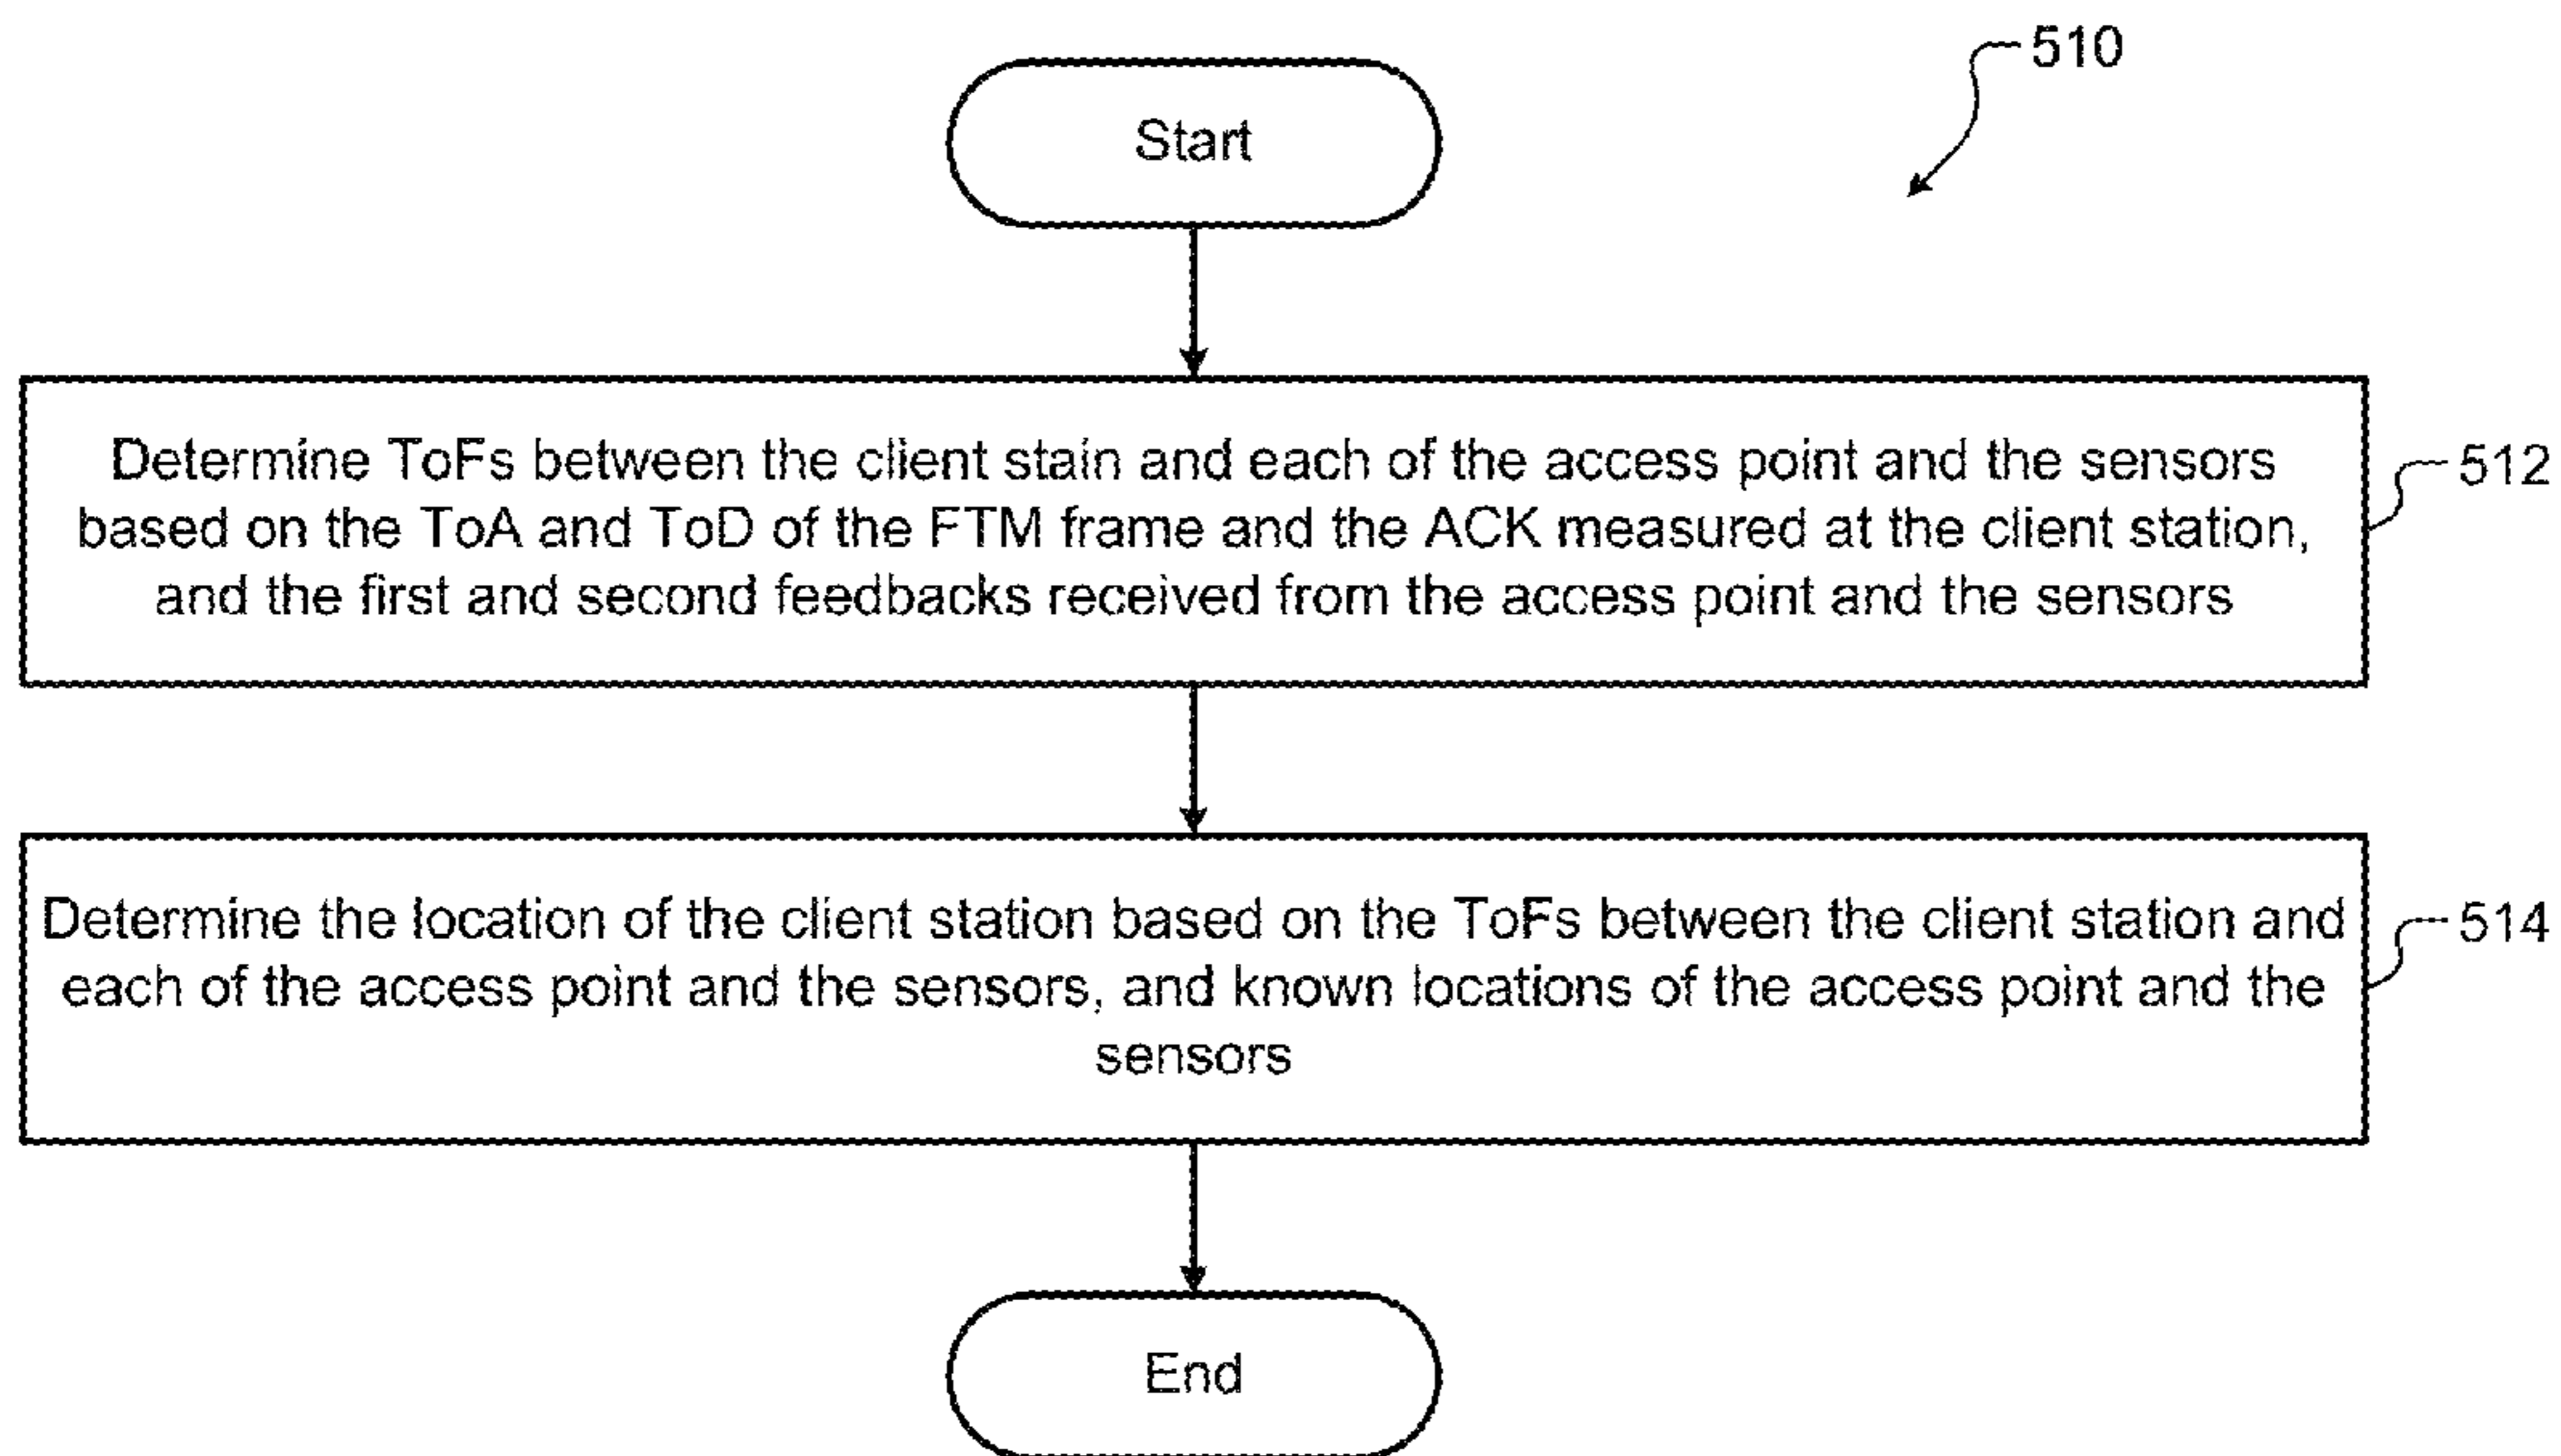 510
Start
Determine ToFs between the client stain and each of the access point and the sensors
based on the ToA and ToD of the FTM frame and the ACK measured at the client station,
and the first and second feedbacks received from the access point and the sensors
512
Determine the location of the client station based on the ToFs between the client station and
each of the access point and the sensors, and known locations of the access point and the
sensors
514
End